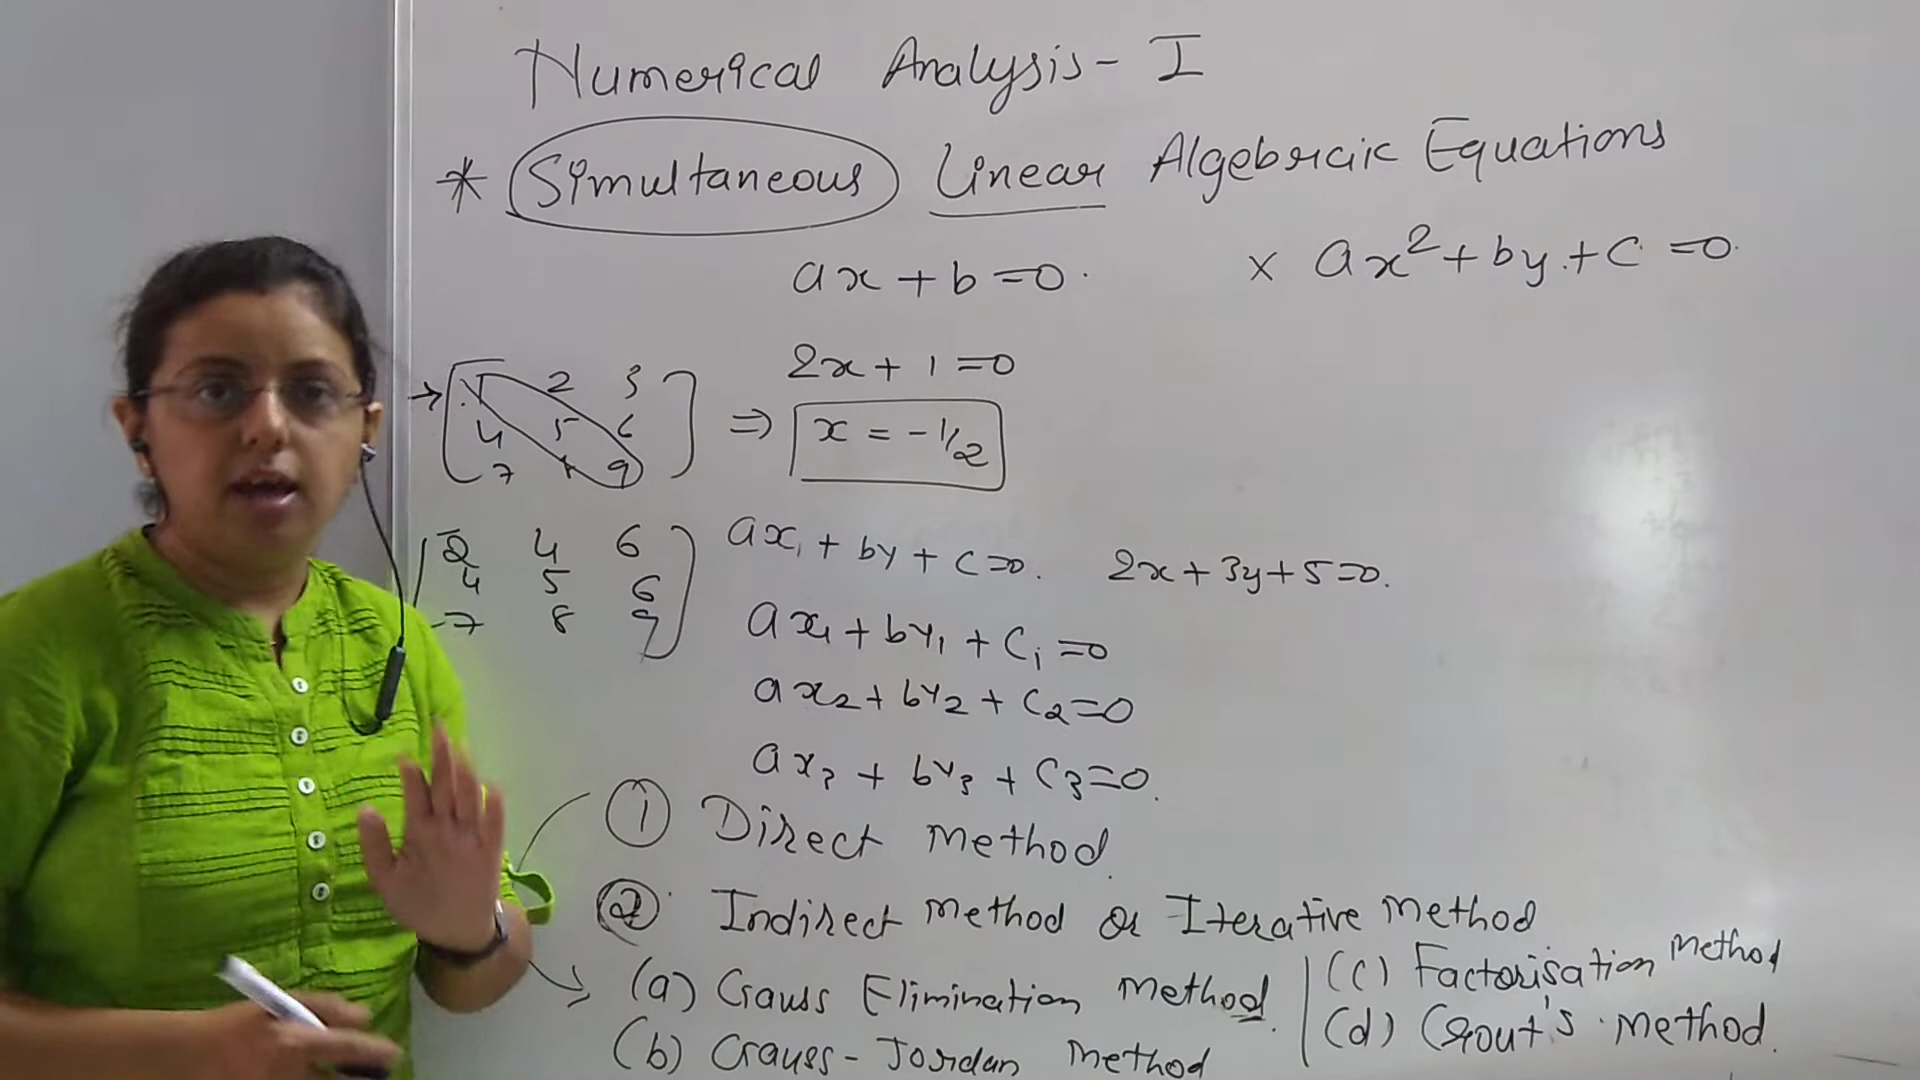 Numerical Analysis - I
* Simultaneous Linear Algebraic Equations
ax + b = 0.
x ax² + by + c = 0.
→ [1 2 3
4 5 6
7 8 9]
⇒ 2x + 1 = 0
x = -1/2
[2 4 6
4 5 6
7 8 9]
ax₁ + by + c = 0. 2x + 3y + 5 = 0.
ax₁ + by₁ + c₁ = 0
ax₂ + by₂ + c₂ = 0
ax₃ + by₃ + c₃ = 0.
① Direct Method.
② Indirect Method or Iterative Method
(a) Gauss Elimination Method.
(b) Gauss - Jordan Method
(c) Factorisation Method
(d) Crout's Method.